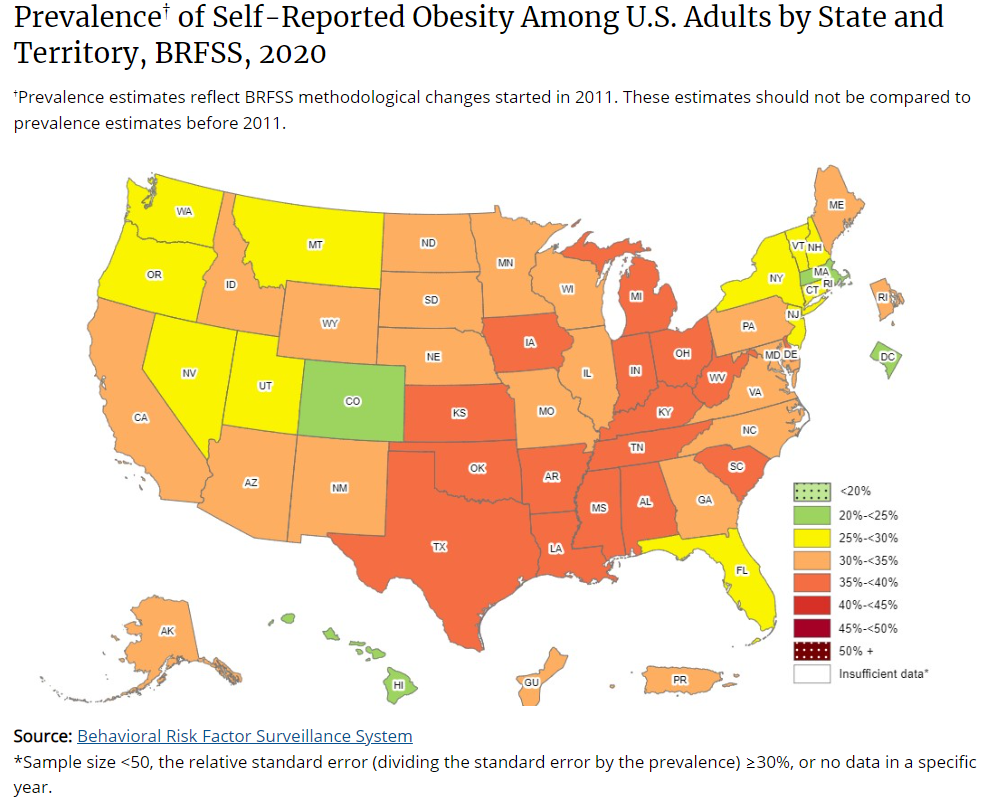 Prevalence† of Self-Reported Obesity Among U.S. Adults by State and
Territory, BRFSS, 2020
†Prevalence estimates reflect BRFSS methodological changes started in 2011. These estimates should not be compared to
prevalence estimates before 2011.
WA
MT
ND
MN
ME
OR
ID
SD
WI
MI
NY
VT
NH
MA
CT
RI
RI
WY
NE
IA
IL
IN
OH
PA
NJ
MD
DE
DC
NV
UT
CO
KS
MO
KY
WV
VA
CA
AZ
NM
OK
AR
TN
NC
SC
TX
LA
MS
AL
GA
FL
AK
HI
GU
PR
<20%
20%-<25%
25%-<30%
30%-<35%
35%-<40%
40%-<45%
45%-<50%
50% +
Insufficient data*
Source: Behavioral Risk Factor Surveillance System
*Sample size <50, the relative standard error (dividing the standard error by the prevalence) ≥30%, or no data in a specific
year.